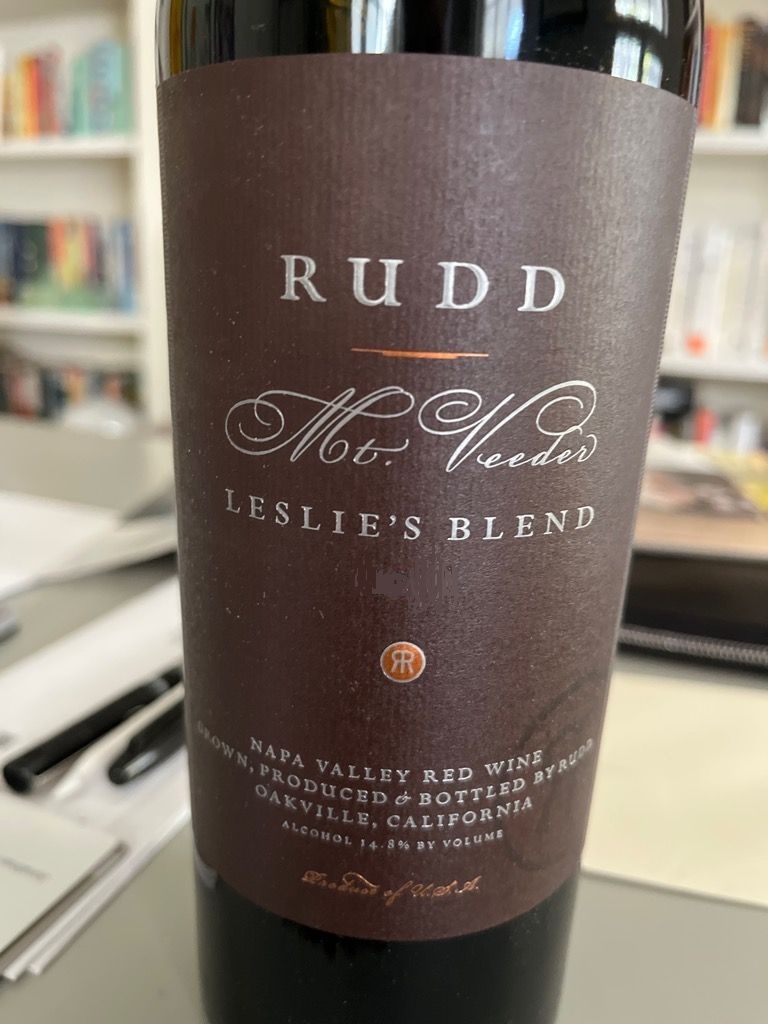 RUDD
Mt. Veeder
LESLIE'S BLEND
RR
NAPA VALLEY RED WINE
GROWN, PRODUCED & BOTTLED BY RUDD
OAKVILLE, CALIFORNIA
ALCOHOL 14.8% BY VOLUME
Product of U.S.A.